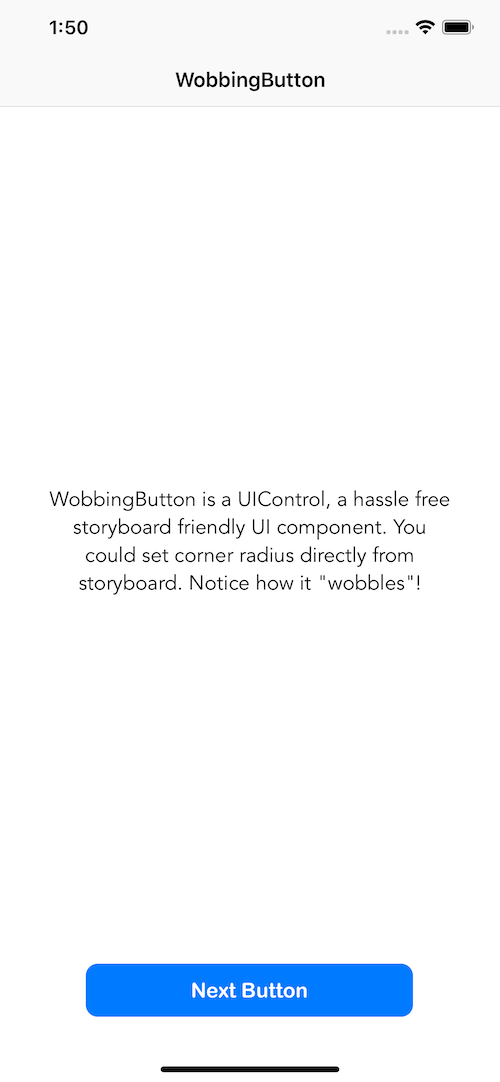 1:50
WobbingButton
WobbingButton is a UIControl, a hassle free
storyboard friendly UI component. You
could set corner radius directly from
storyboard. Notice how it "wobbles"!
Next Button